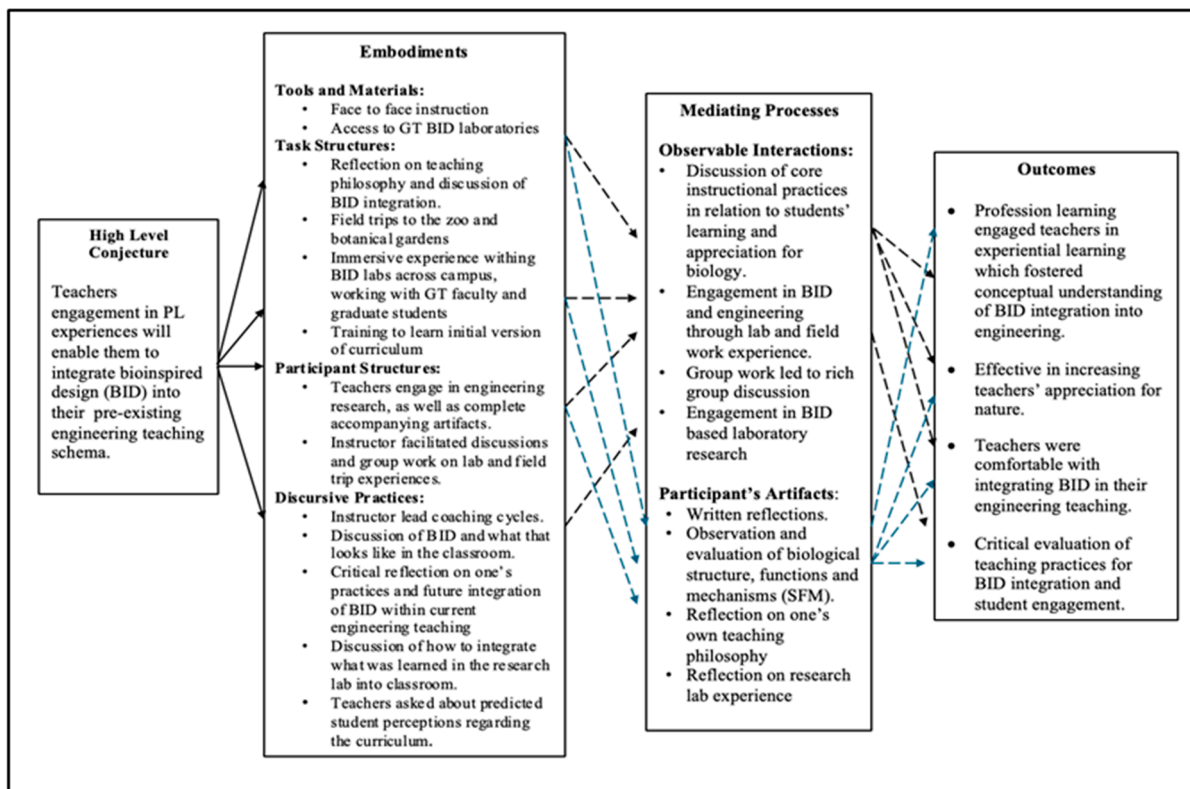 High Level
Conjecture
Teachers
engagement in PL
experiences will
enable them to
integrate bioinspired
design (BID) into
their pre-existing
engineering teaching
schema.
Embodiments
Tools and Materials:
• Face to face instruction
• Access to GT BID laboratories
Task Structures:
• Reflection on teaching
philosophy and discussion of
BID integration.
• Field trips to the zoo and
botanical gardens
• Immersive experience withing
BID labs across campus,
working with GT faculty and
graduate students
• Training to learn initial version
of curriculum
Participant Structures:
• Teachers engage in engineering
research, as well as complete
accompanying artifacts.
• Instructor facilitated discussions
and group work on lab and field
trip experiences.
Discursive Practices:
• Instructor lead coaching cycles.
• Discussion of BID and what that
looks like in the classroom.
• Critical reflection on one's
practices and future integration
of BID within current
engineering teaching
• Discussion of how to integrate
what was learned in the research
lab into classroom.
• Teachers asked about predicted
student perceptions regarding
the curriculum.
Mediating Processes
Observable Interactions:
• Discussion of core
instructional practices
in relation to students'
learning and
appreciation for
biology.
• Engagement in BID
and engineering
through lab and field
work experience.
• Group work led to rich
group discussion
• Engagement in BID
based laboratory
research
Participant's Artifacts:
• Written reflections.
• Observation and
evaluation of biological
structure, functions and
mechanisms (SFM).
• Reflection on one's
own teaching
philosophy
• Reflection on research
lab experience
Outcomes
• Profession learning
engaged teachers in
experiential learning
which fostered
conceptual understanding
of BID integration into
engineering.
• Effective in increasing
teachers' appreciation for
nature.
• Teachers were
comfortable with
integrating BID in their
engineering teaching.
• Critical evaluation of
teaching practices for
BID integration and
student engagement.